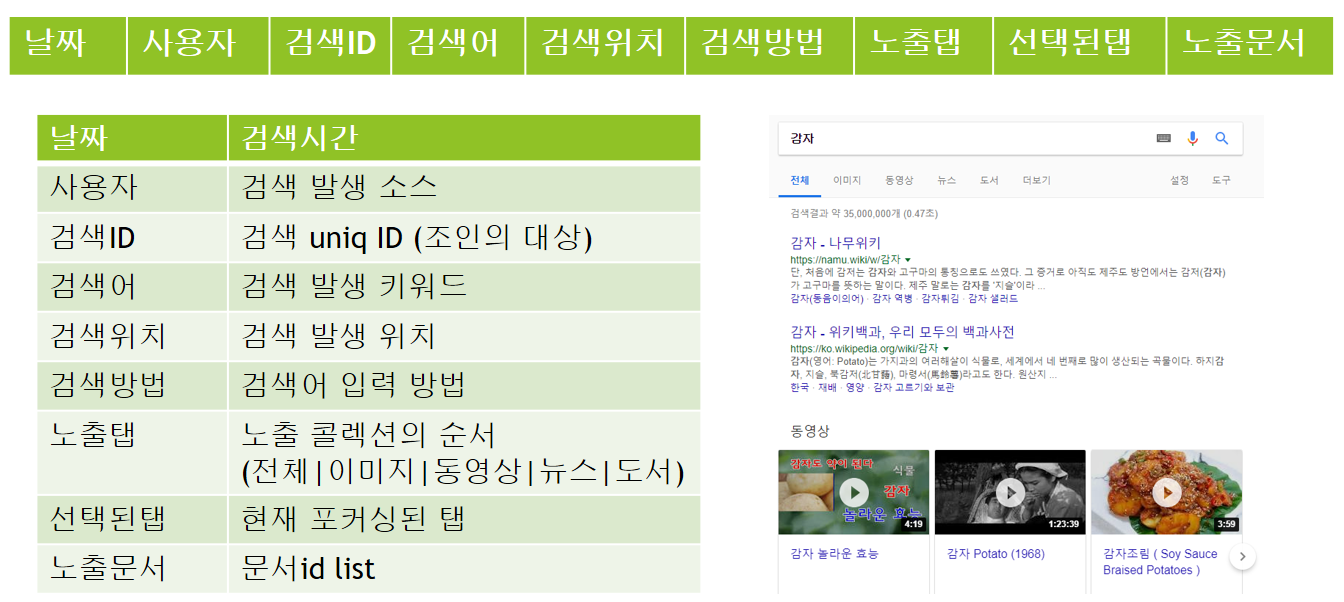 날짜 사용자 검색ID 검색어 검색위치 검색방법 노출탭 선택된탭 노출문서
날짜 검색시간
사용자 검색 발생 소스
검색ID 검색 uniq ID (조인의 대상)
검색어 검색 발생 키워드
검색위치 검색 발생 위치
검색방법 검색어 입력 방법
노출탭 노출 콜렉션의 순서
(전체|이미지|동영상|뉴스|도서)
선택된탭 현재 포커싱된 탭
노출문서 문서id list
감자
전체 이미지 동영상 뉴스 도서 더보기 설정 도구
검색결과 약 35,000,000개 (0.47초)
감자 - 나무위키
https://namu.wiki/w/감자
단, 처음에 감저는 감자와 고구마의 통칭으로도 쓰였다. 그 증거로 아직도 제주도 방언에서는 감저(감자)
가 고구마를 뜻하는 말이다. 제주 말로는 감자를 '지슬'이라 ...
감자(동음이의어) · 감자 역병 · 감자튀김 · 감자 샐러드
감자 - 위키백과, 우리 모두의 백과사전
https://ko.wikipedia.org/wiki/감자
감자(영어: Potato)는 가지과의 여러해살이 식물로, 세계에서 네 번째로 많이 생산되는 곡물이다. 하지감
자, 지슬, 북감저(北甘藷), 마령서(馬鈴薯)라고도 한다. 원산지 ...
한국 · 재배 · 영양 · 감자 고르기와 보관
동영상
감자도 약이 된다
식물
감자
놀라운 효능
4:19
1:23:39
3:59
감자 놀라운 효능
감자 Potato (1968)
감자조림 ( Soy Sauce
Braised Potatoes )